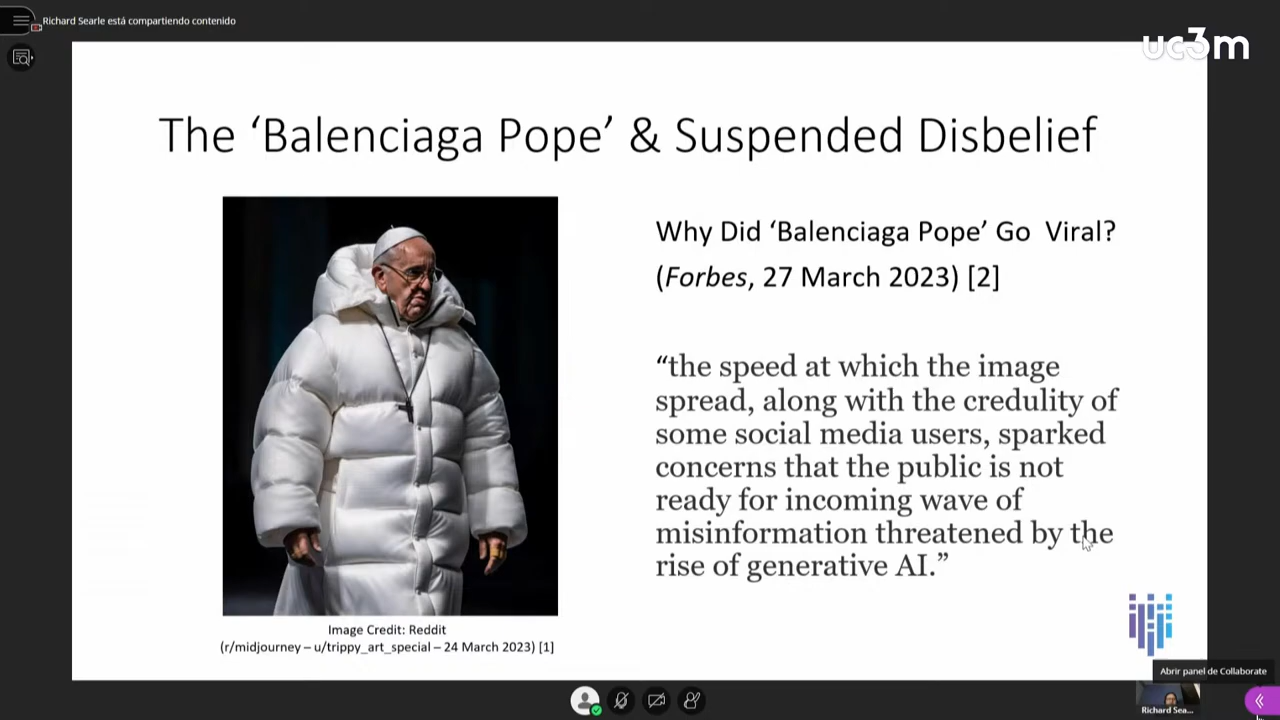 Richard Searle está compartiendo contenido
uc3m
The ‘Balenciaga Pope’ & Suspended Disbelief
Why Did ‘Balenciaga Pope’ Go Viral?
(Forbes, 27 March 2023) [2]
“the speed at which the image
spread, along with the credulity of
some social media users, sparked
concerns that the public is not
ready for incoming wave of
misinformation threatened by the
rise of generative AI.”
Image Credit: Reddit
(r/midjourney – u/trippy_art_special – 24 March 2023) [1]
Abrir panel de Collaborate
Richard Sea...